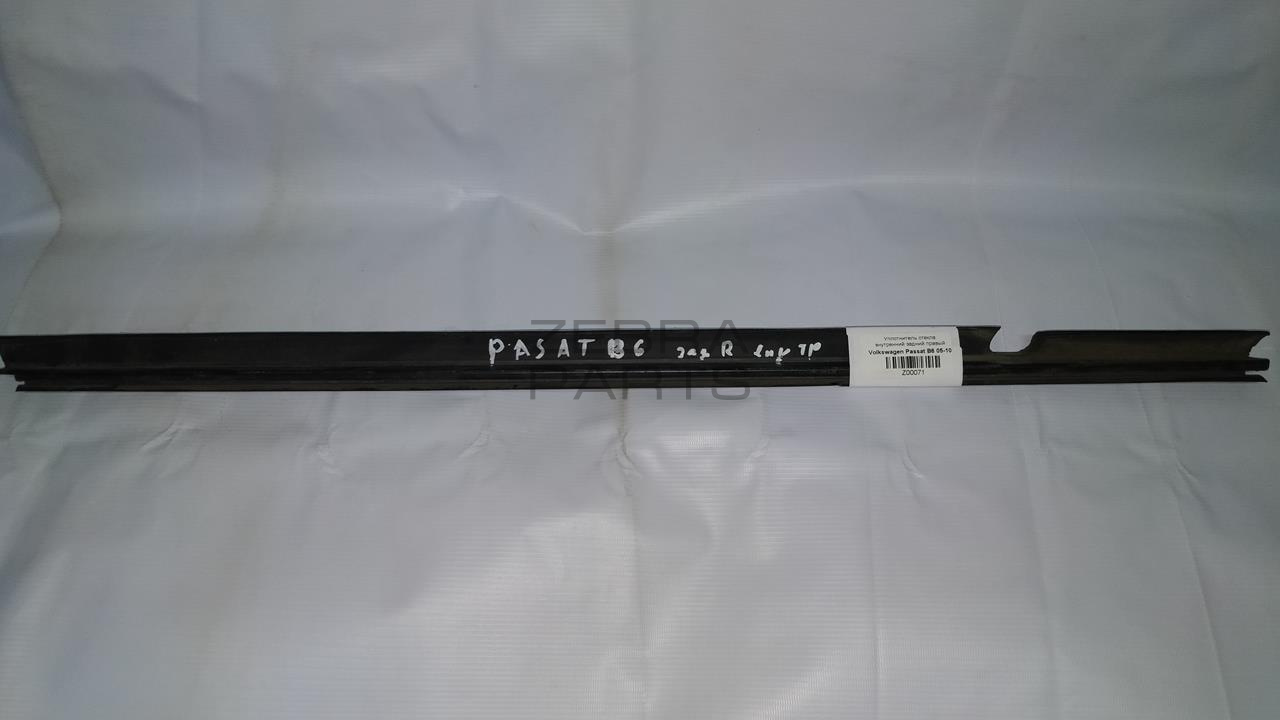 ZEBRA
PARTS
PASAT B6 зад R внутр
Уплотнитель стекла
внутренний задний правый
Volkswagen Passat B6 05-10
Z00071